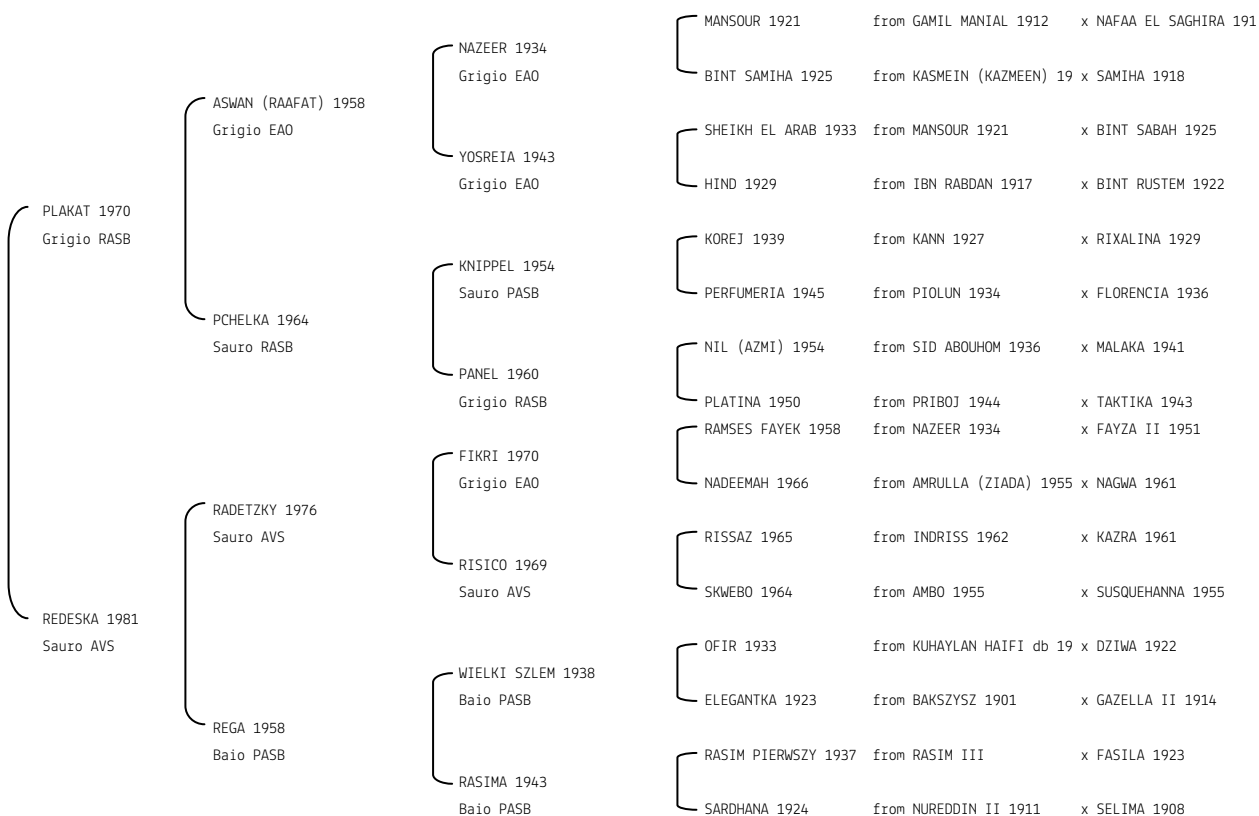 MANSOUR 1921 from GAMIL MANIAL 1912 x NAFAA EL SAGHIRA 191
NAZEER 1934
Grigio EAO
BINT SAMIHA 1925 from KASMEIN (KAZMEEN) 19 x SAMIHA 1918
ASWAN (RAAFAT) 1958
Grigio EAO
SHEIKH EL ARAB 1933 from MANSOUR 1921 x BINT SABAH 1925
YOSREIA 1943
Grigio EAO
HIND 1929 from IBN RABDAN 1917 x BINT RUSTEM 1922
PLAKAT 1970
Grigio RASB
KOREJ 1939 from KANN 1927 x RIXALINA 1929
KNIPPEL 1954
Sauro PASB
PERFUMERIA 1945 from PIOLUN 1934 x FLORENCIA 1936
PCHELKA 1964
Sauro RASB
NIL (AZMI) 1954 from SID ABOUHOM 1936 x MALAKA 1941
PANEL 1960
Grigio RASB
PLATINA 1950 from PRIBOJ 1944 x TAKTIKA 1943
RAMSES FAYEK 1958 from NAZEER 1934 x FAYZA II 1951
FIKRI 1970
Grigio EAO
NADEEMAH 1966 from AMRULLA (ZIADA) 1955 x NAGWA 1961
RADETZKY 1976
Sauro AVS
RISSAZ 1965 from INDRISS 1962 x KAZRA 1961
RISICO 1969
Sauro AVS
SKWEBO 1964 from AMBO 1955 x SUSQUEHANNA 1955
REDESKA 1981
Sauro AVS
OFIR 1933 from KUHAYLAN HAIFI db 19 x DZIWA 1922
WIELKI SZLEM 1938
Baio PASB
ELEGANTKA 1923 from BAKSZYSZ 1901 x GAZELLA II 1914
REGA 1958
Baio PASB
RASIM PIERWSZY 1937 from RASIM III x FASILA 1923
RASIMA 1943
Baio PASB
SARDHANA 1924 from NUREDDIN II 1911 x SELIMA 1908